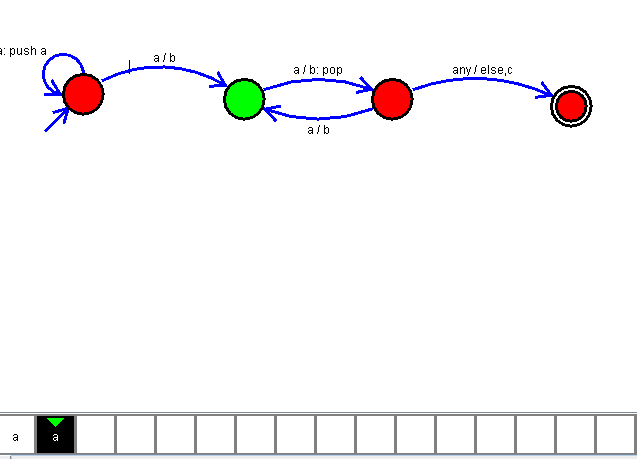 a: push a
a / b
a / b: pop
any / else,c
a / b
a
a